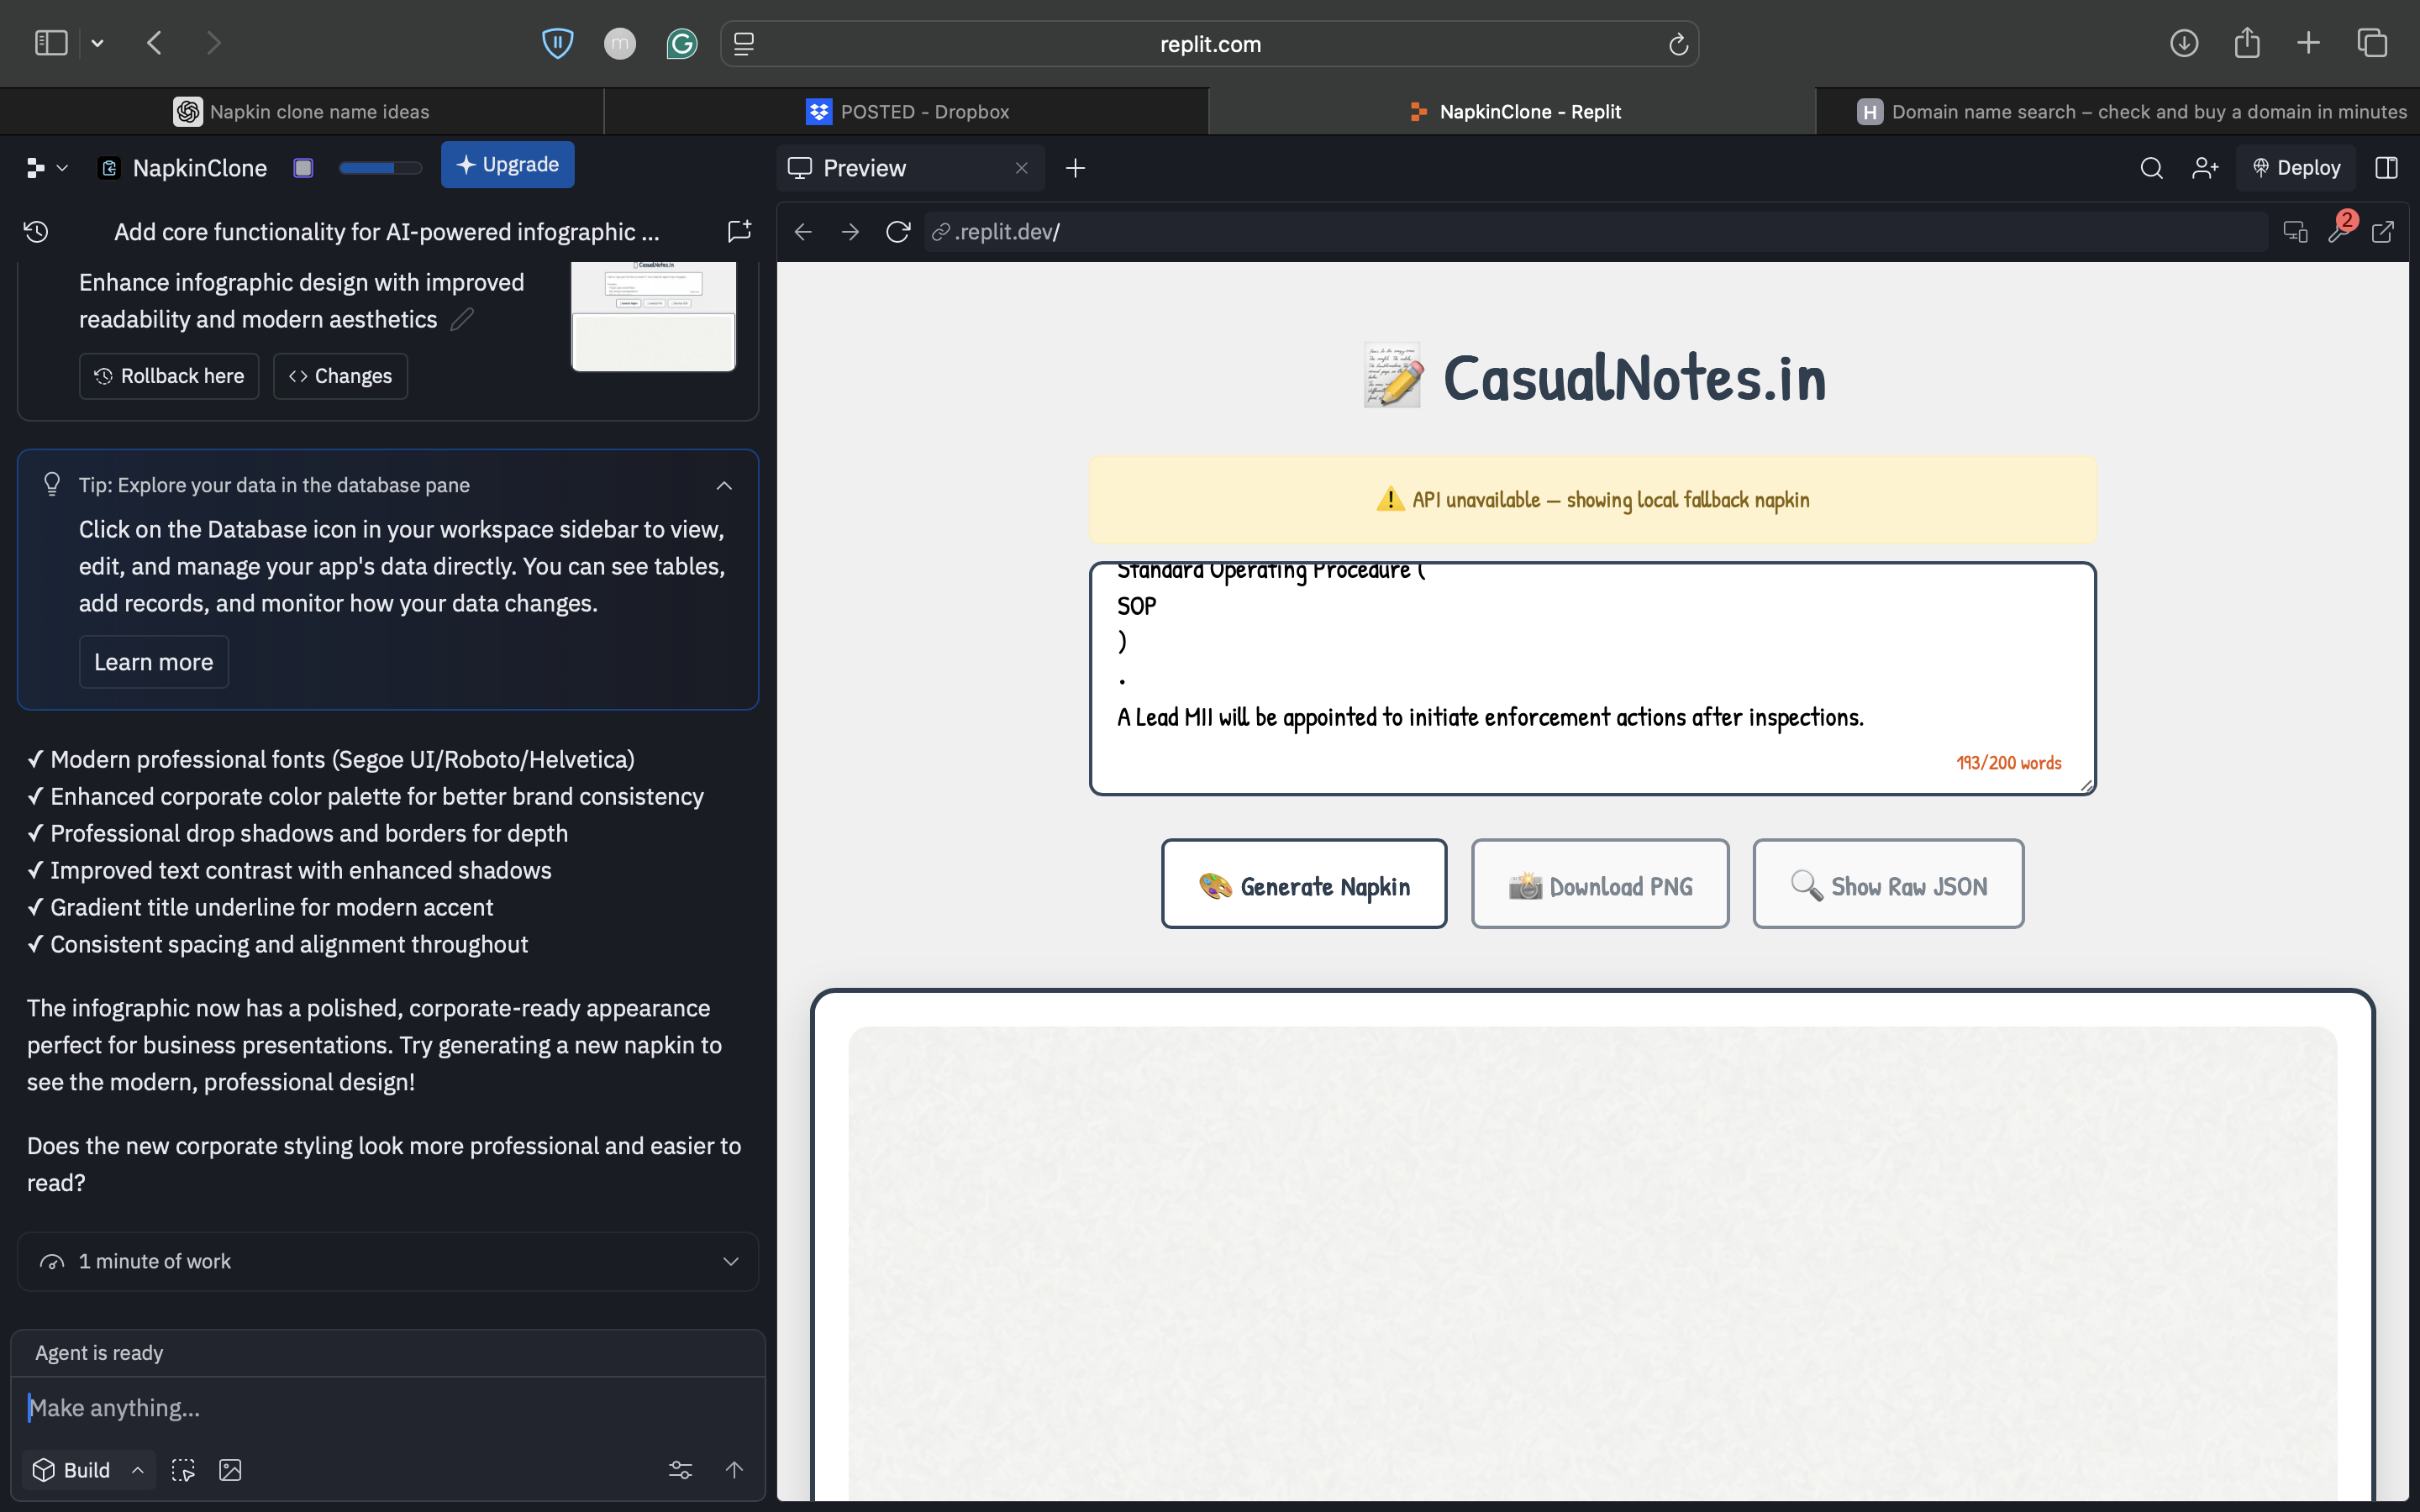 replit.com
Napkin clone name ideas
POSTED - Dropbox
NapkinClone - Replit
H Domain name search – check and buy a domain in minutes
NapkinClone
Upgrade
Preview
Deploy
Add core functionality for AI-powered infographic ...
.replit.dev/
2
Enhance infographic design with improved
readability and modern aesthetics
Rollback here
Changes
CasualNotes.in
Tip: Explore your data in the database pane
Click on the Database icon in your workspace sidebar to view,
edit, and manage your app's data directly. You can see tables,
add records, and monitor how your data changes.
Learn more
✓ Modern professional fonts (Segoe UI/Roboto/Helvetica)
✓ Enhanced corporate color palette for better brand consistency
✓ Professional drop shadows and borders for depth
✓ Improved text contrast with enhanced shadows
✓ Gradient title underline for modern accent
✓ Consistent spacing and alignment throughout
The infographic now has a polished, corporate-ready appearance
perfect for business presentations. Try generating a new napkin to
see the modern, professional design!
Does the new corporate styling look more professional and easier to
read?
1 minute of work
Agent is ready
Make anything...
Build
CasualNotes.in
API unavailable — showing local fallback napkin
Standard Operating Procedure (
SOP
)
.
A Lead MII will be appointed to initiate enforcement actions after inspections.
193/200 words
Generate Napkin
Download PNG
Show Raw JSON